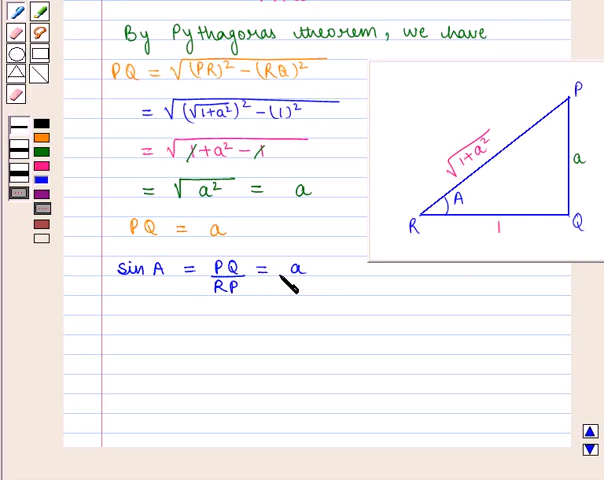 By Pythagoras theorem, we have
PQ = √(PR)² - (RQ)²
= √(√1+a²)² - (1)²
= √1 + a² - 1
= √a² = a
PQ = a
sin A = PQ/RP = a
P
√1+a²
a
A
R
1
Q